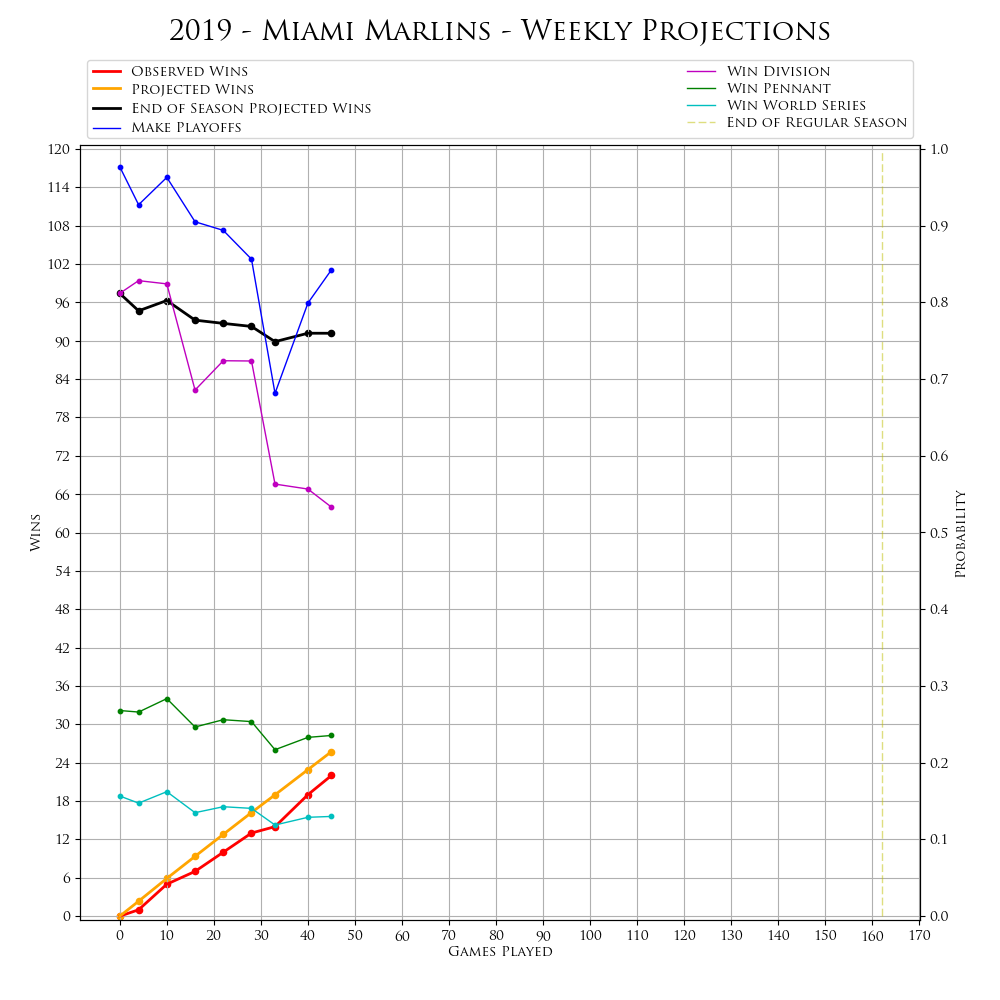 2019 - Miami Marlins - Weekly Projections
Observed Wins
Projected Wins
End of Season Projected Wins
Make Playoffs
Win Division
Win Pennant
Win World Series
End of Regular Season
120
114
108
102
96
90
84
78
72
66
60
54
48
42
36
30
24
18
12
6
0
Wins
1.0
0.9
0.8
0.7
0.6
0.5
0.4
0.3
0.2
0.1
0.0
Probability
0 10 20 30 40 50 60 70 80 90 100 110 120 130 140 150 160 170
Games Played